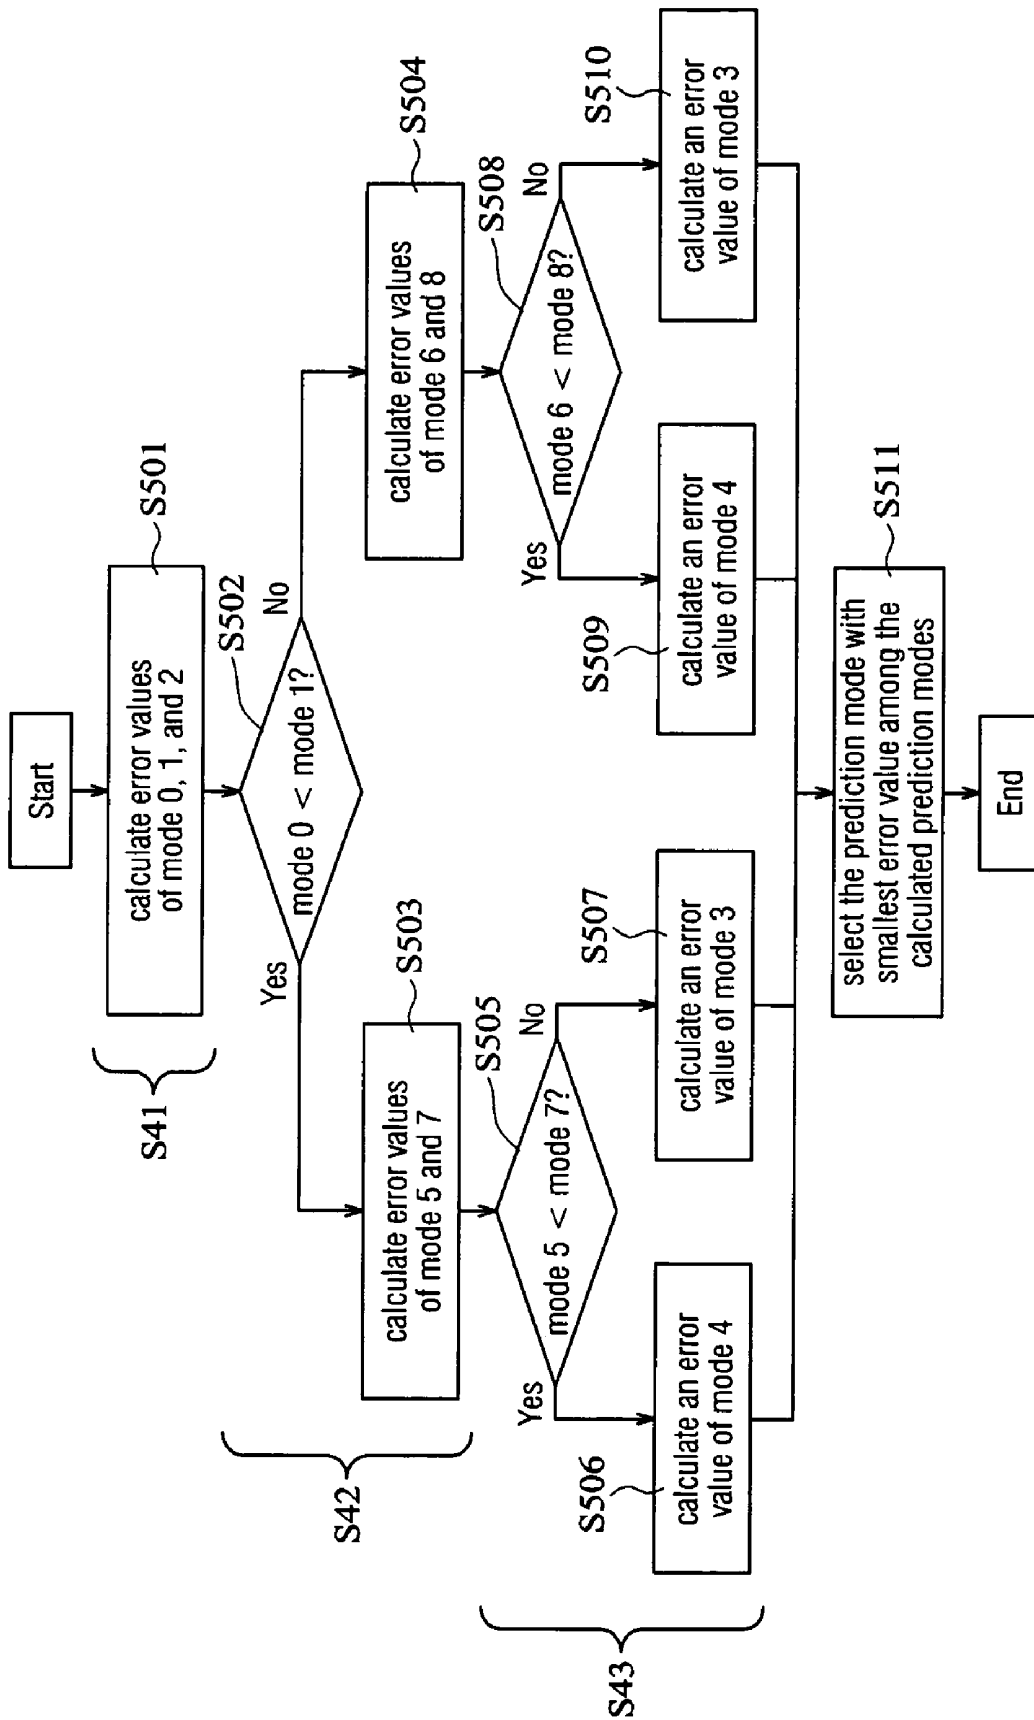 Start
calculate error values
of mode 0, 1, and 2
S501
S41
mode 0 < mode 1?
S502
Yes
No
calculate error values
of mode 5 and 7
S503
calculate error values
of mode 6 and 8
S504
S42
mode 5 < mode 7?
S505
Yes
No
mode 6 < mode 8?
S508
Yes
No
calculate an error
value of mode 4
S506
calculate an error
value of mode 3
S507
calculate an error
value of mode 4
S509
calculate an error
value of mode 3
S510
S43
select the prediction mode with
smallest error value among the
calculated prediction modes
S511
End